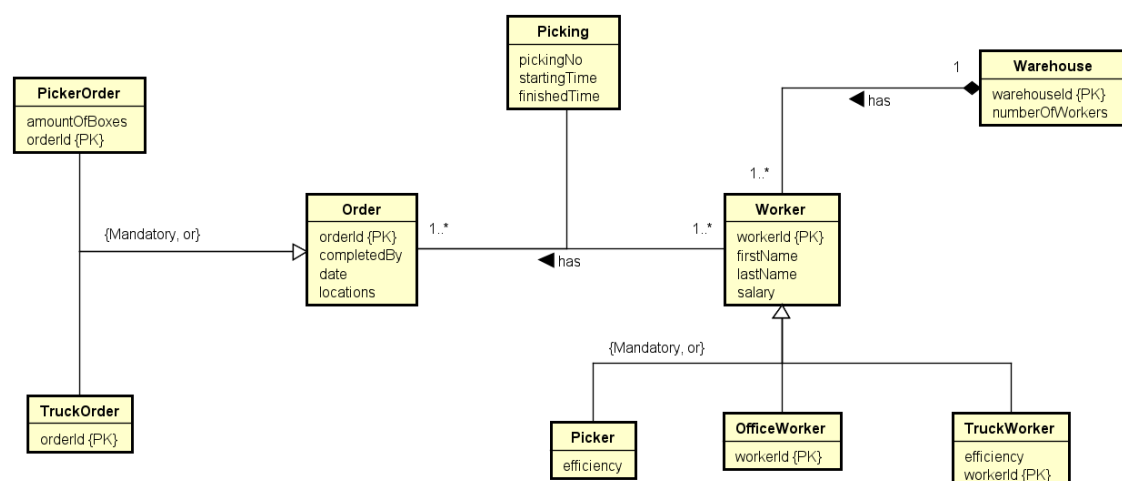 Picking
pickingNo
startingTime
finishedTime
Warehouse
warehouseId {PK}
numberOfWorkers
1
◀ has
1..*
PickerOrder
amountOfBoxes
orderId {PK}
{Mandatory, or}
Order
orderId {PK}
completedBy
date
locations
1..*
◀ has
1..*
Worker
workerId {PK}
firstName
lastName
salary
{Mandatory, or}
TruckOrder
orderId {PK}
Picker
efficiency
OfficeWorker
workerId {PK}
TruckWorker
efficiency
workerId {PK}